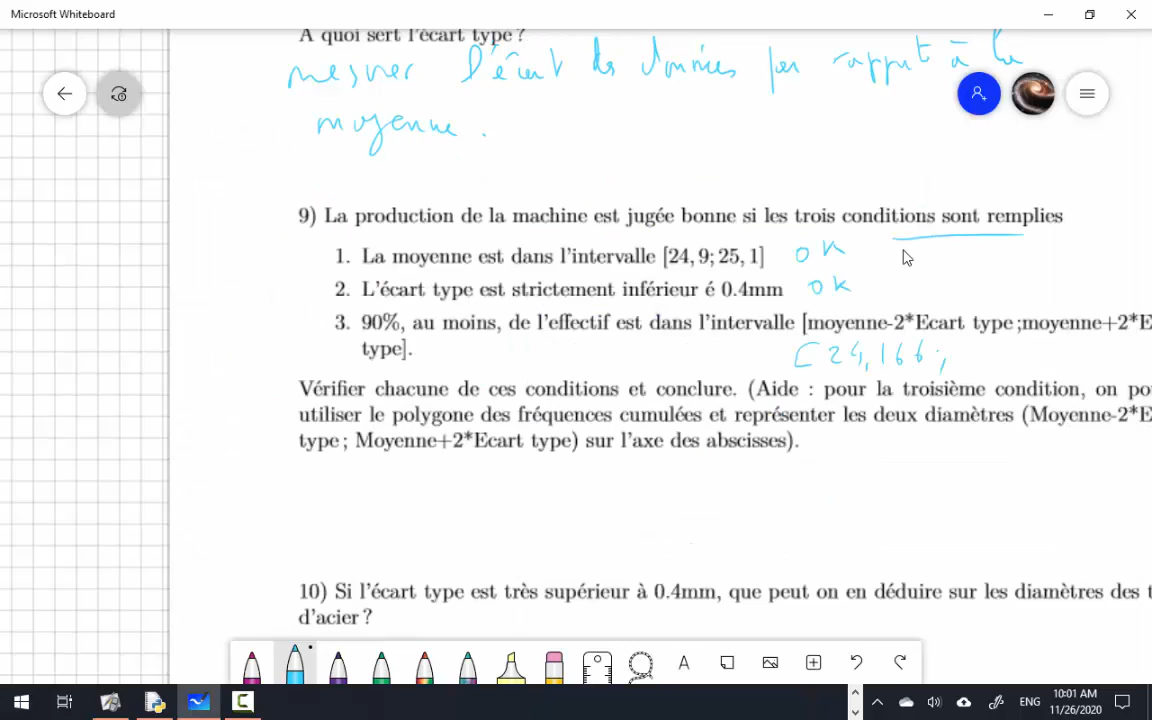 Microsoft Whiteboard
A quoi sert l'écart type ?
mesurer l'écart des données par rapport à la
moyenne .
9) La production de la machine est jugée bonne si les trois conditions sont remplies
1. La moyenne est dans l'intervalle [24, 9; 25, 1] ok
2. L'écart type est strictement inférieur é 0.4mm ok
3. 90%, au moins, de l'effectif est dans l'intervalle [moyenne-2*Ecart type ;moyenne+2*E
type]. [24,166;
Vérifier chacune de ces conditions et conclure. (Aide : pour la troisième condition, on po
utiliser le polygone des fréquences cumulées et représenter les deux diamètres (Moyenne-2*E
type ; Moyenne+2*Ecart type) sur l'axe des abscisses).
10) Si l'écart type est très supérieur à 0.4mm, que peut on en déduire sur les diamètres des t
d'acier ?
A
ENG
10:01 AM
11/26/2020